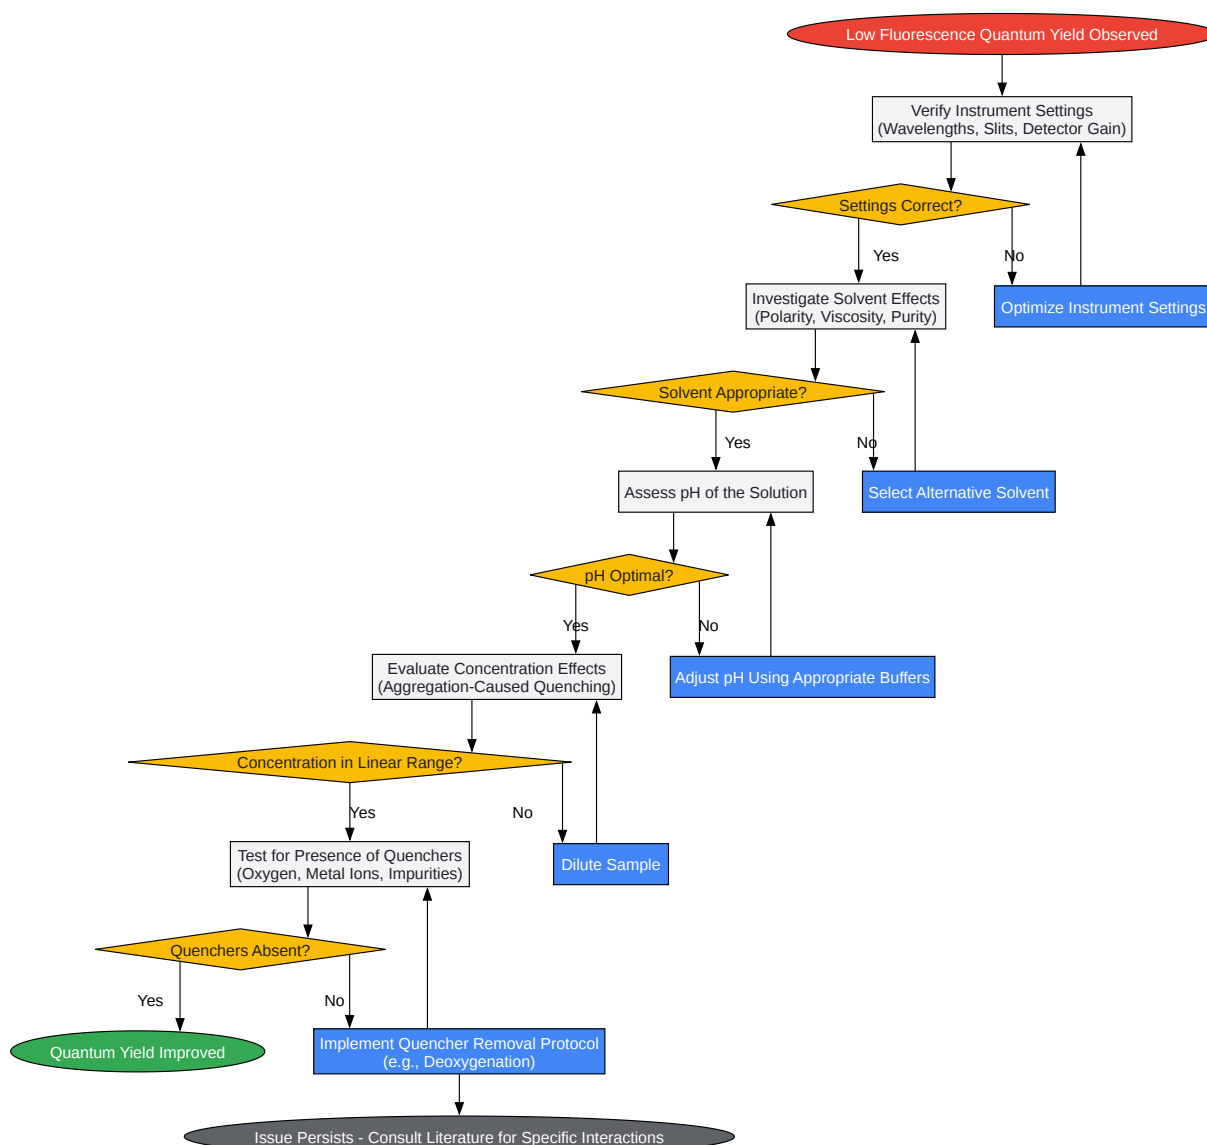 Low Fluorescence Quantum Yield Observed
Verify Instrument Settings
(Wavelengths, Slits, Detector Gain)
Settings Correct?
Yes
No
Investigate Solvent Effects
(Polarity, Viscosity, Purity)
Optimize Instrument Settings
Solvent Appropriate?
Yes
No
Assess pH of the Solution
Select Alternative Solvent
pH Optimal?
Yes
No
Evaluate Concentration Effects
(Aggregation-Caused Quenching)
Adjust pH Using Appropriate Buffers
Concentration in Linear Range?
Yes
No
Test for Presence of Quenchers
(Oxygen, Metal Ions, Impurities)
Dilute Sample
Quenchers Absent?
Yes
No
Quantum Yield Improved
Implement Quencher Removal Protocol
(e.g., Deoxygenation)
Issue Persists - Consult Literature for Specific Interactions